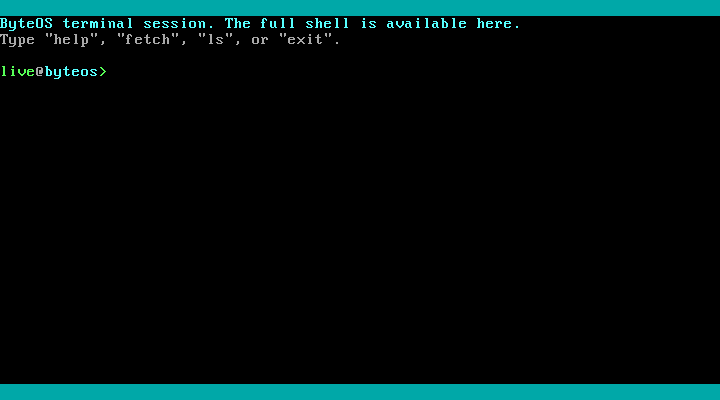 ByteOS terminal session. The full shell is available here.
Type "help", "fetch", "ls", or "exit".
live@byteos>